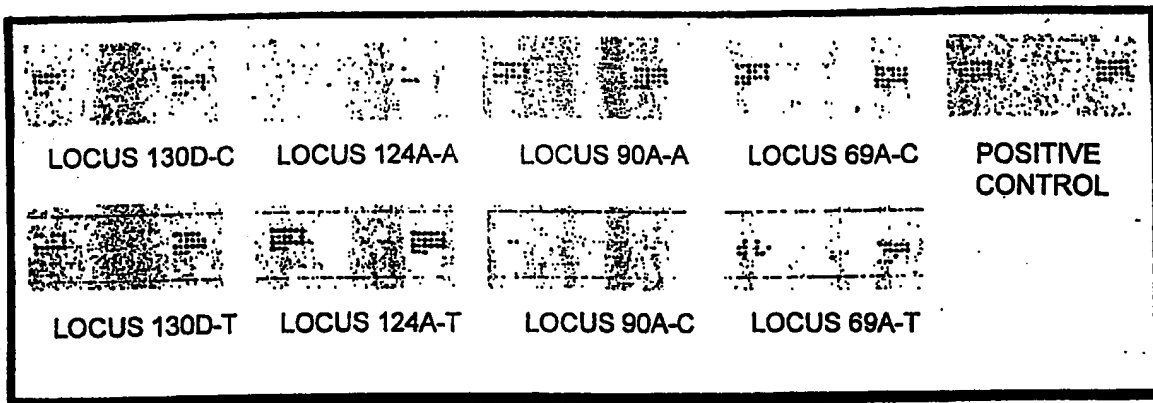 LOCUS 130D-C LOCUS 124A-A LOCUS 90A-A LOCUS 69A-C POSITIVE
CONTROL
LOCUS 130D-T LOCUS 124A-T LOCUS 90A-C LOCUS 69A-T